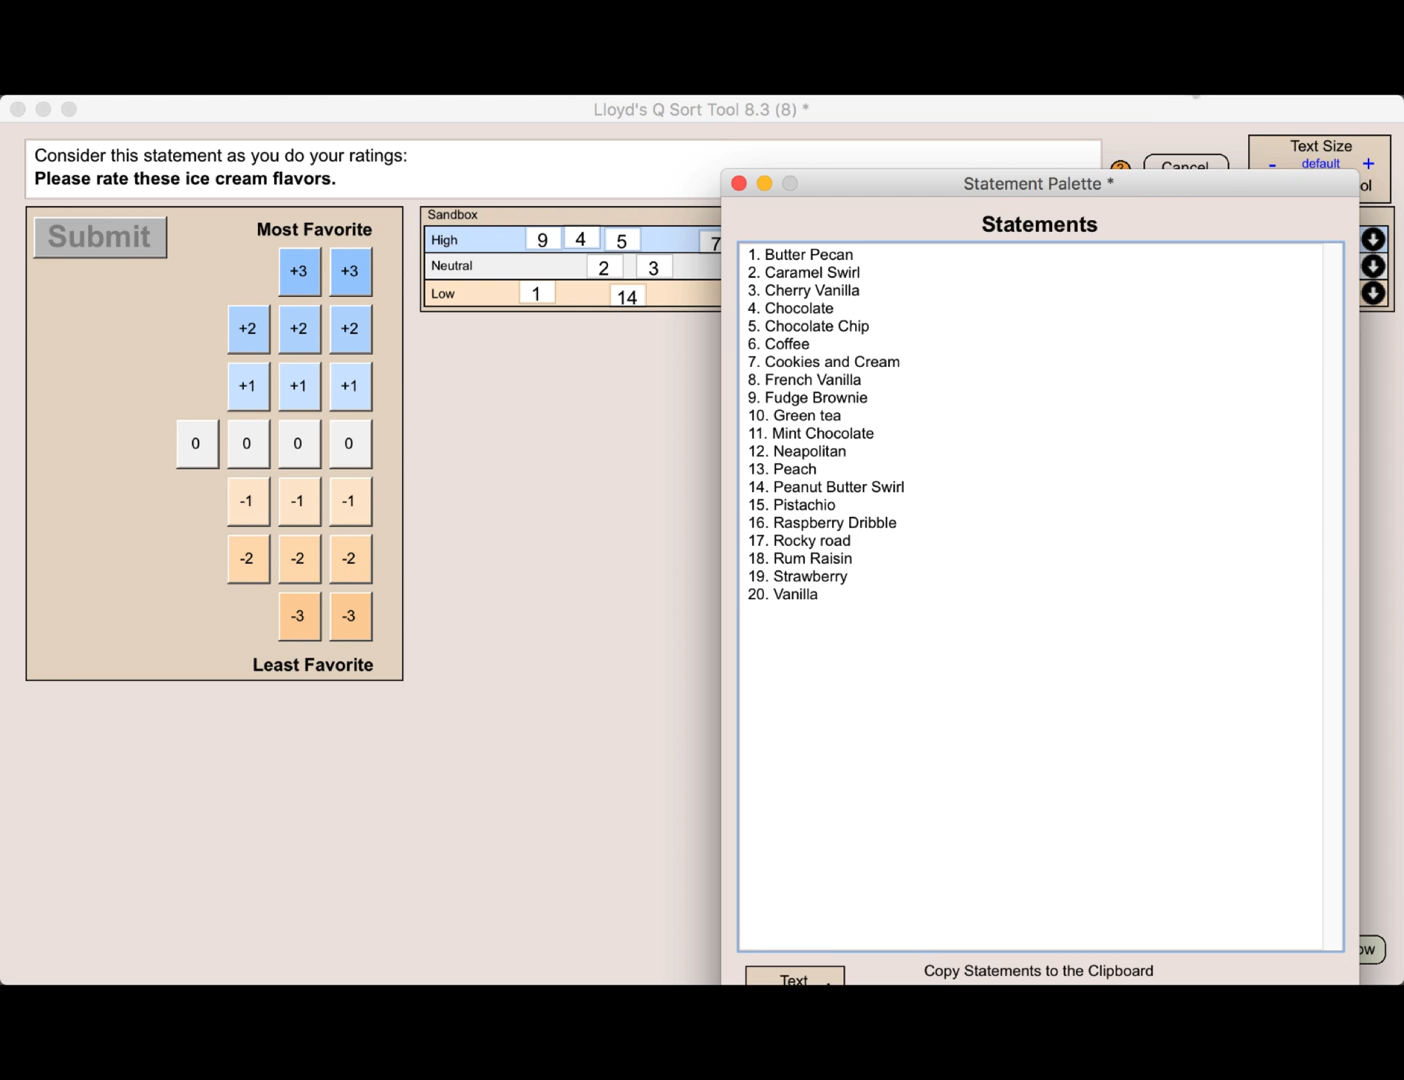 Lloyd's Q Sort Tool 8.3 (8) *
Consider this statement as you do your ratings:
Please rate these ice cream flavors.
Cancel
Text Size
- default +
Submit
Most Favorite
+3 +3
+2 +2 +2
+1 +1 +1
0 0 0 0
-1 -1 -1
-2 -2 -2
-3 -3
Least Favorite
Sandbox
High 9 4 5 7
Neutral 2 3
Low 1 14
Statement Palette *
Statements
1. Butter Pecan
2. Caramel Swirl
3. Cherry Vanilla
4. Chocolate
5. Chocolate Chip
6. Coffee
7. Cookies and Cream
8. French Vanilla
9. Fudge Brownie
10. Green tea
11. Mint Chocolate
12. Neapolitan
13. Peach
14. Peanut Butter Swirl
15. Pistachio
16. Raspberry Dribble
17. Rocky road
18. Rum Raisin
19. Strawberry
20. Vanilla
Text
Copy Statements to the Clipboard